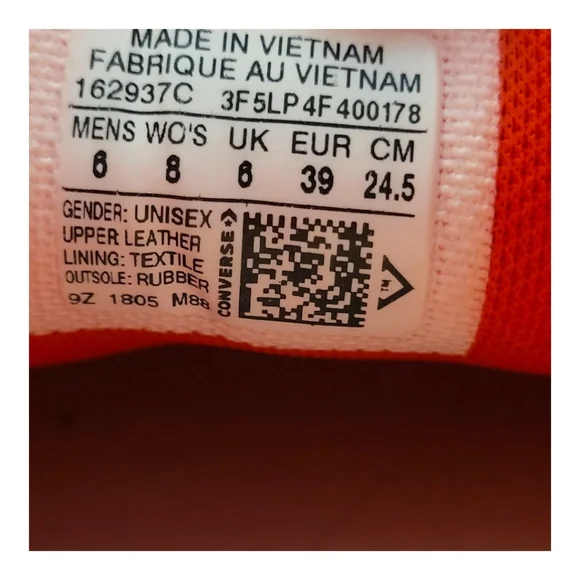 MADE IN VIETNAM
FABRIQUE AU VIETNAM
162937C 3F5LP4F400178
MENS WO'S UK EUR CM
6 8 6 39 24.5
GENDER: UNISEX
UPPER LEATHER
LINING: TEXTILE
OUTSOLE: RUBBER
9Z 1805 M88
CONVERSE
TM